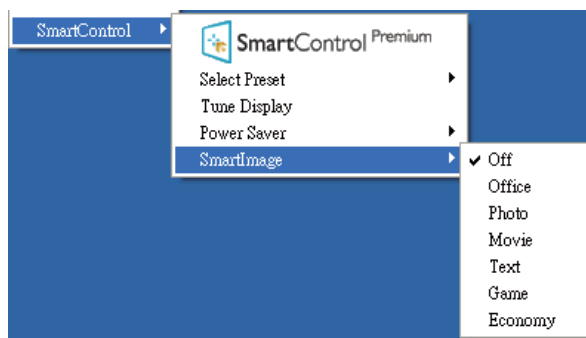 SmartControl
SmartControl Premium
Select Preset
Tune Display
Power Saver
SmartImage
Off
Office
Photo
Movie
Text
Game
Economy